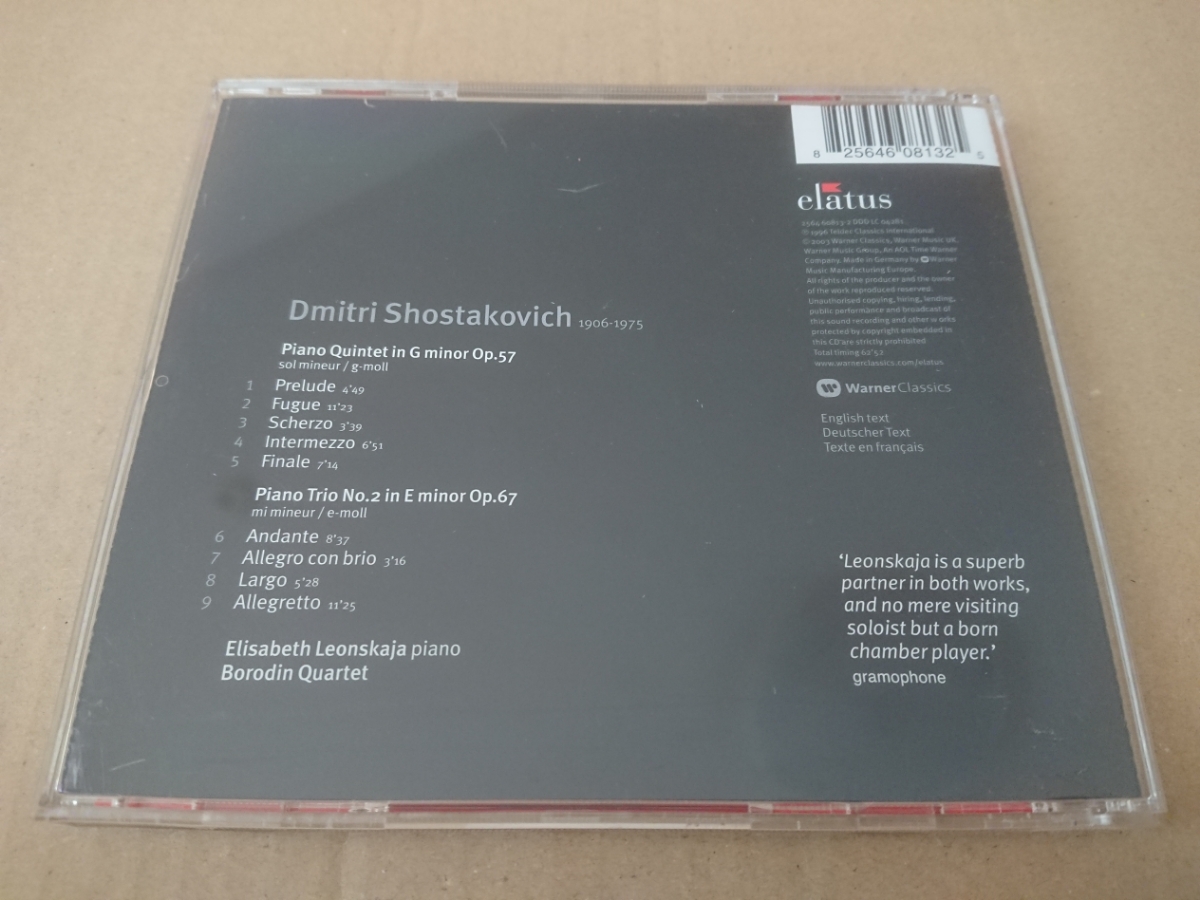 8 25646 08132 5
elatus
℗ 1996 Teldec Classics International
© 2003 Warner Classics, Warner Music UK.
Warner Music Group, An AOL Time Warner
Company. Made in Germany by Warner
Music Manufacturing Europe.
All rights of the producer and the owner
of the work reproduced reserved.
Unauthorised copying, hiring, lending,
public performance and broadcast of
this sound recording and other w orks
protected by copyright embedded in
this CD are strictly prohibited
Total timing 62'52
www.warnerclassics.com/elatus
WarnerClassics
English text
Deutscher Text
Texte en français
Dmitri Shostakovich 1906-1975
Piano Quintet in G minor Op.57
sol mineur / g-moll
1 Prelude 4'49
2 Fugue 11'23
3 Scherzo 3'39
4 Intermezzo 6'51
5 Finale 7'14
Piano Trio No.2 in E minor Op.67
mi mineur / e-moll
6 Andante 8'37
7 Allegro con brio 3'16
8 Largo 5'28
9 Allegretto 11'25
Elisabeth Leonskaja piano
Borodin Quartet
'Leonskaja is a superb
partner in both works,
and no mere visiting
soloist but a born
chamber player.'
gramophone